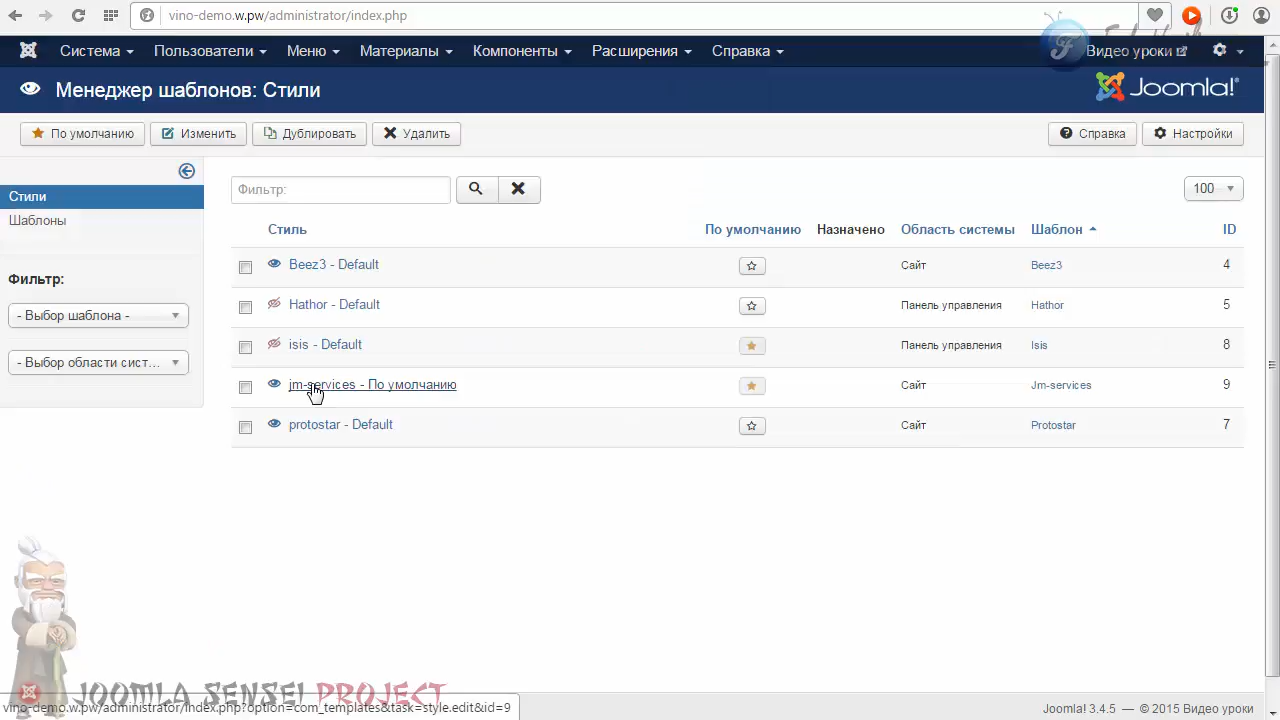 vino-demo.w.pw/administrator/index.php
Система Пользователи Меню Материалы Компоненты Расширения Справка Видео уроки
Менеджер шаблонов: Стили Joomla!
По умолчанию Изменить Дублировать Удалить Справка Настройки
Стили
Шаблоны
Фильтр:
- Выбор шаблона -
- Выбор области сист...
Фильтр: 100
Стиль По умолчанию Назначено Область системы Шаблон ID
Beez3 - Default Сайт Beez3 4
Hathor - Default Панель управления Hathor 5
isis - Default Панель управления Isis 8
jm-services - По умолчанию Сайт Jm-services 9
protostar - Default Сайт Protostar 7
JOOMLA SENSEI PROJECT
vino-demo.w.pw/administrator/index.php?option=com_templates&task=style.edit&id=9
Joomla! 3.4.5 — © 2015 Видео уроки